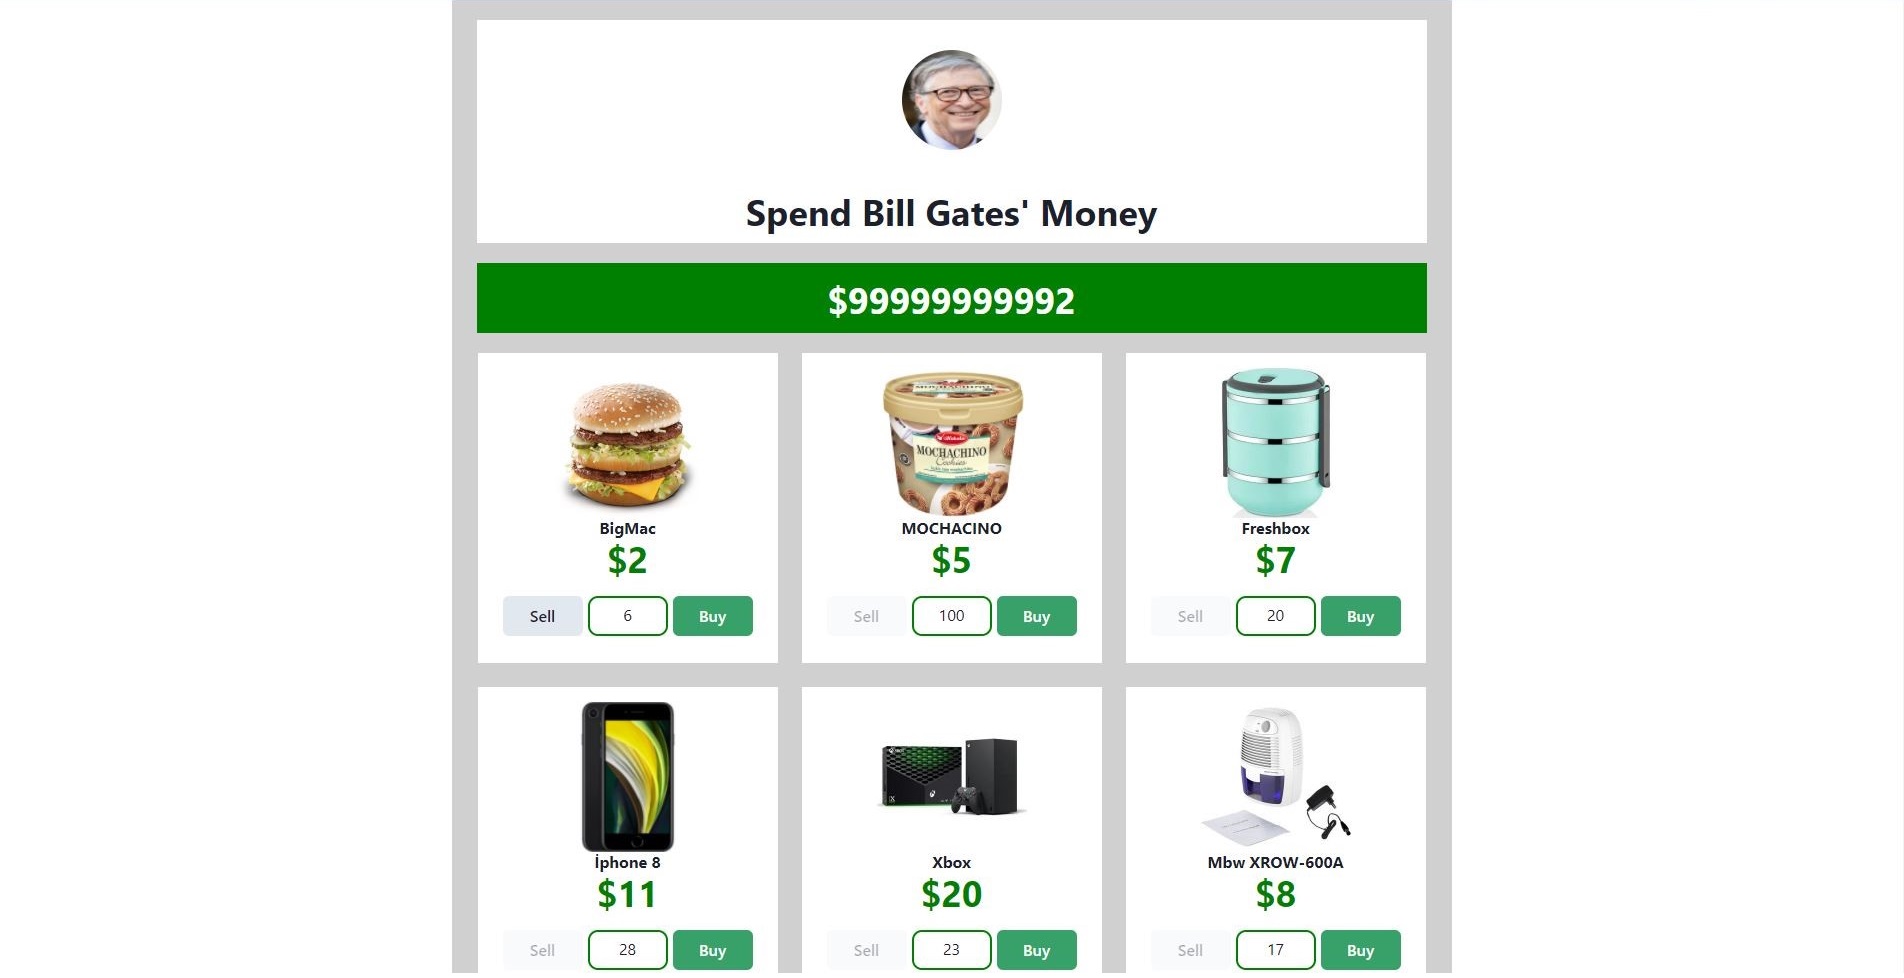 Spend Bill Gates' Money
$99999999992
MOCHACHINO
Cookies
BigMac
MOCHACINO
Freshbox
$2
$5
$7
Sell 6 Buy
Sell 100 Buy
Sell 20 Buy
İphone 8
Xbox
Mbw XROW-600A
$11
$20
$8
Sell 28 Buy
Sell 23 Buy
Sell 17 Buy